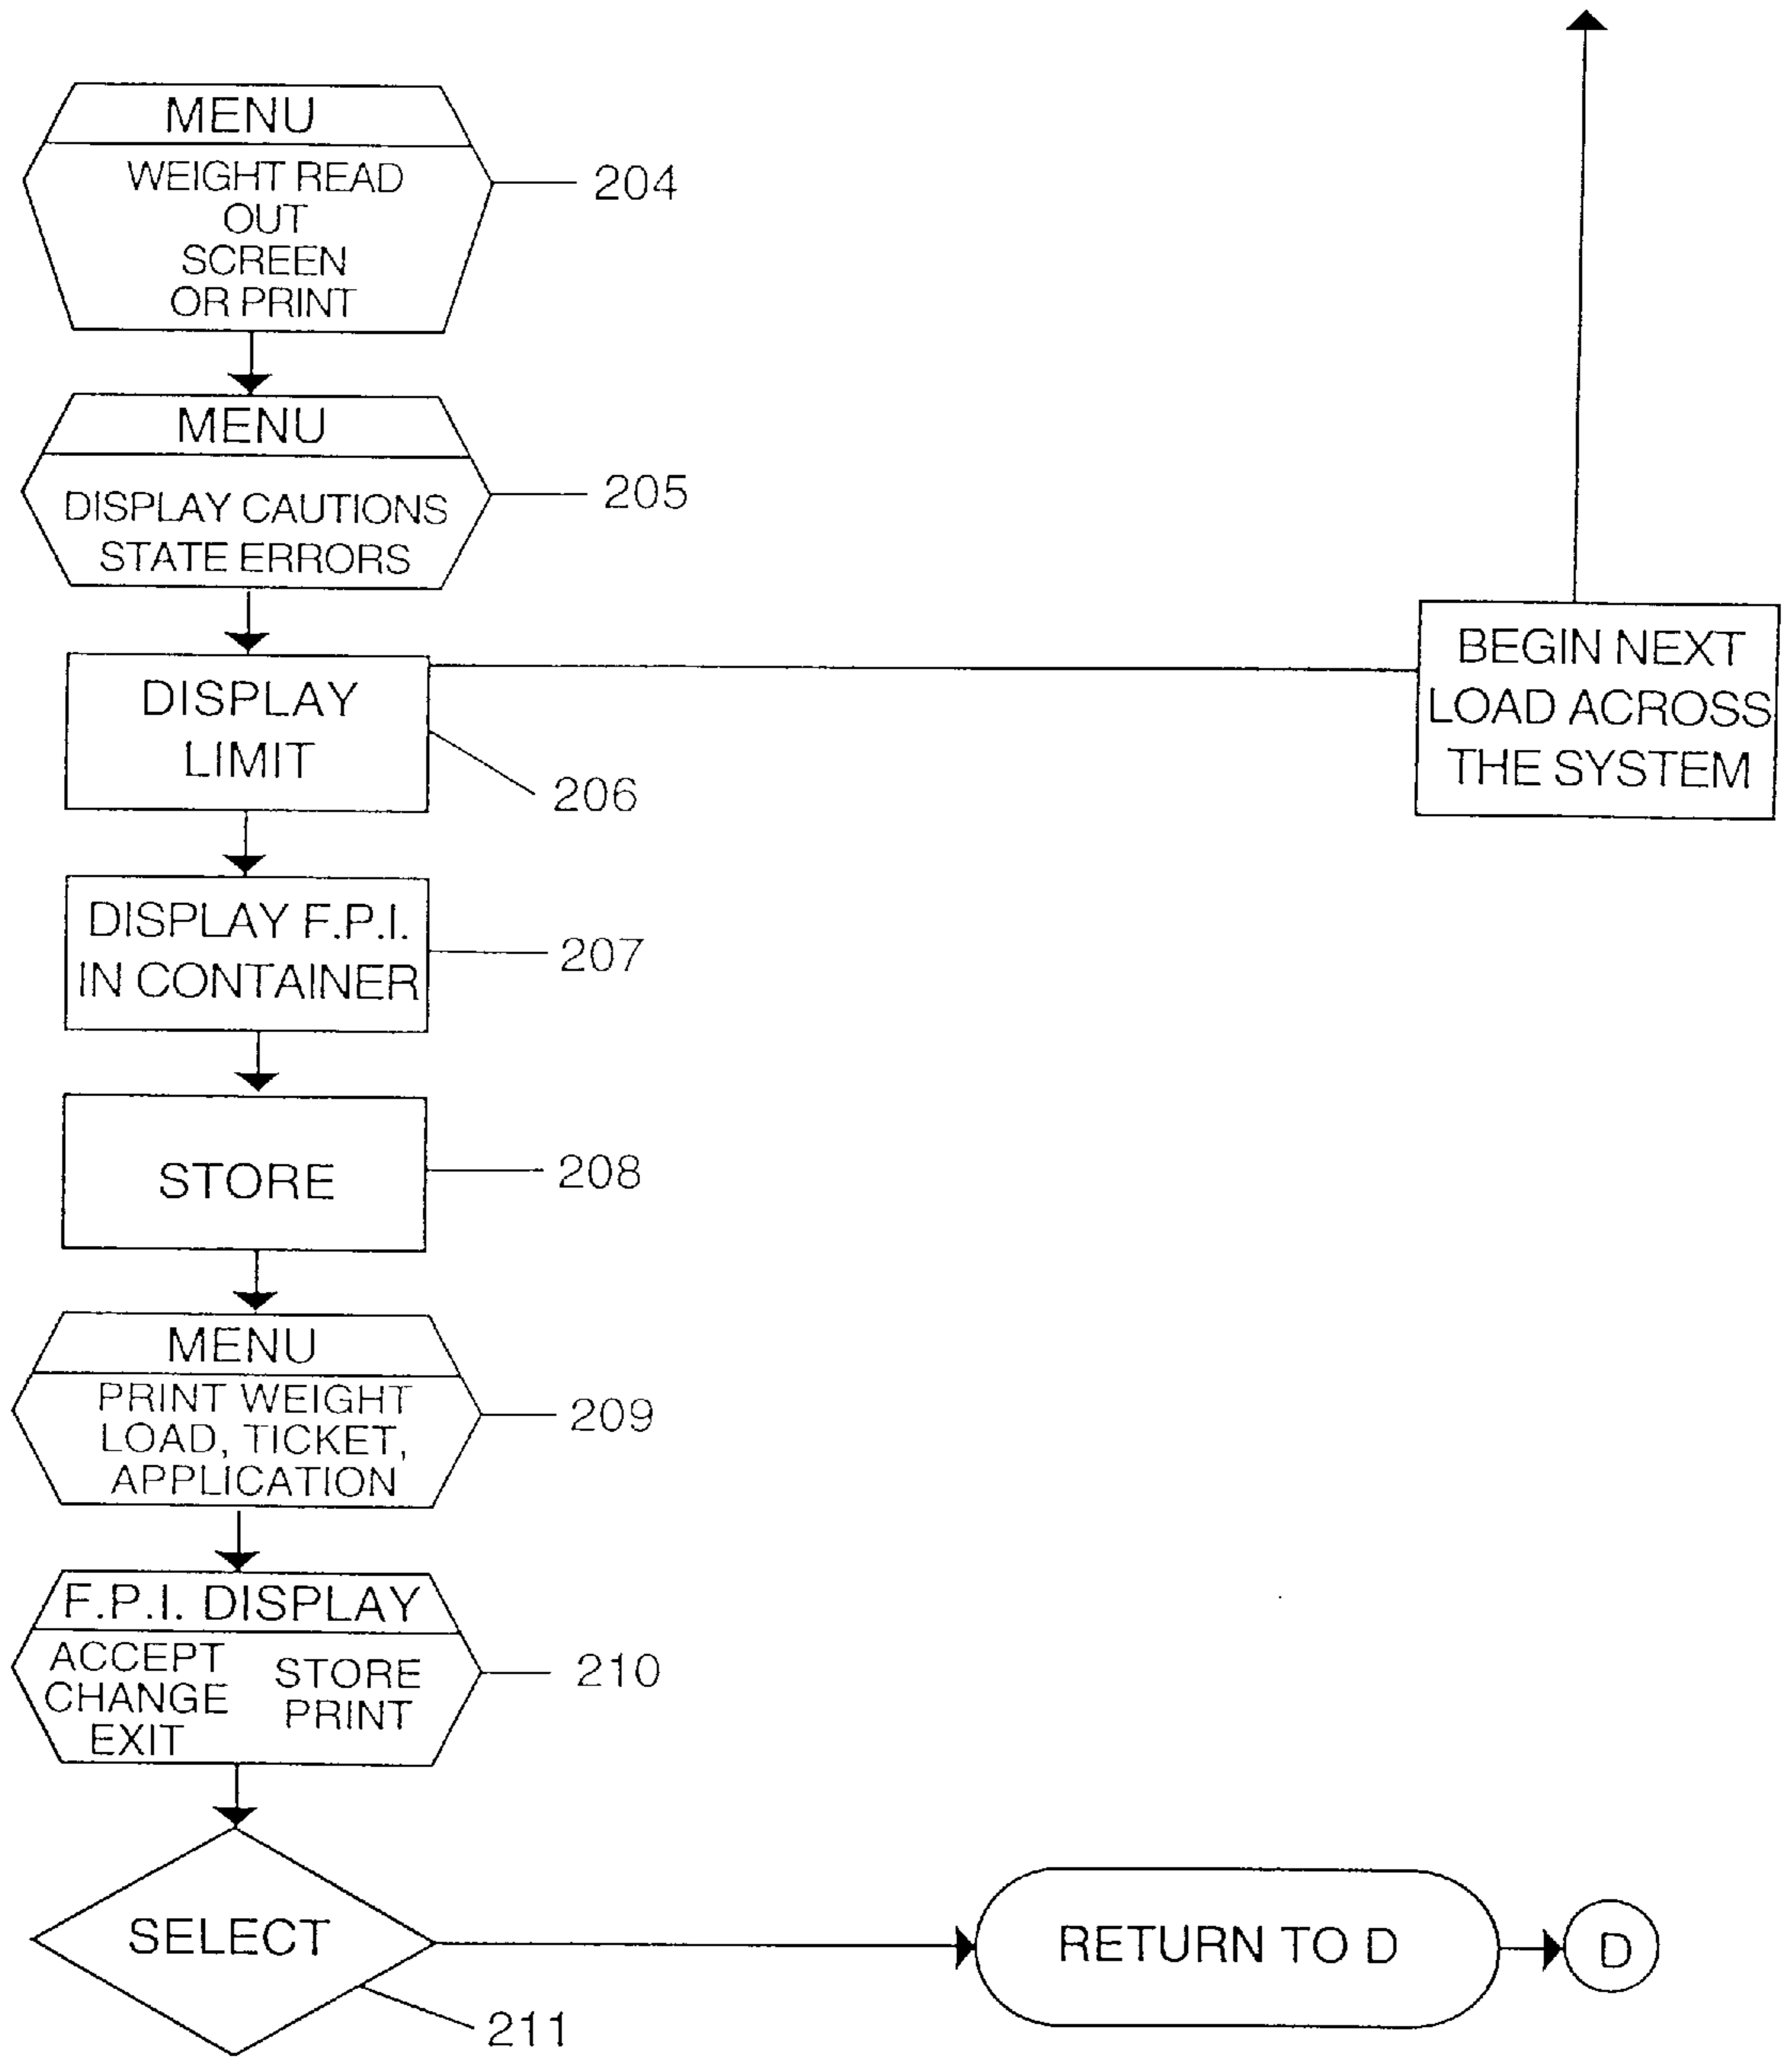 MENU
WEIGHT READ
OUT
SCREEN
OR PRINT
204
MENU
DISPLAY CAUTIONS
STATE ERRORS
205
DISPLAY
LIMIT
206
BEGIN NEXT
LOAD ACROSS
THE SYSTEM
DISPLAY F.P.I.
IN CONTAINER
207
STORE
208
MENU
PRINT WEIGHT
LOAD, TICKET,
APPLICATION
209
F.P.I. DISPLAY
ACCEPT
CHANGE
EXIT
STORE
PRINT
210
SELECT
211
RETURN TO D
D